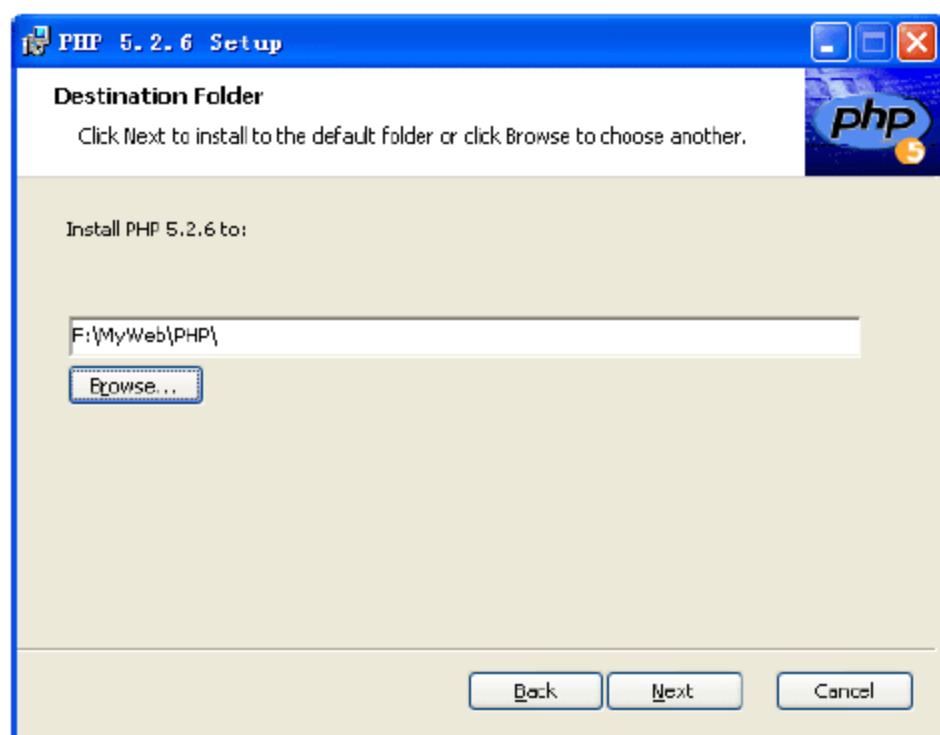 PHP 5.2.6 Setup
Destination Folder
Click Next to install to the default folder or click Browse to choose another.
php
5
Install PHP 5.2.6 to:
F:\MyWeb\PHP\
Browse...
Back
Next
Cancel